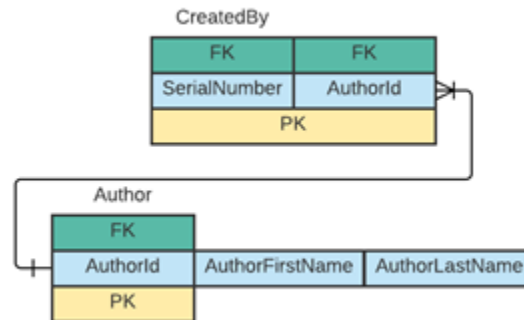 CreatedBy
FK FK
SerialNumber AuthorId
PK
Author
FK
AuthorId AuthorFirstName AuthorLastName
PK